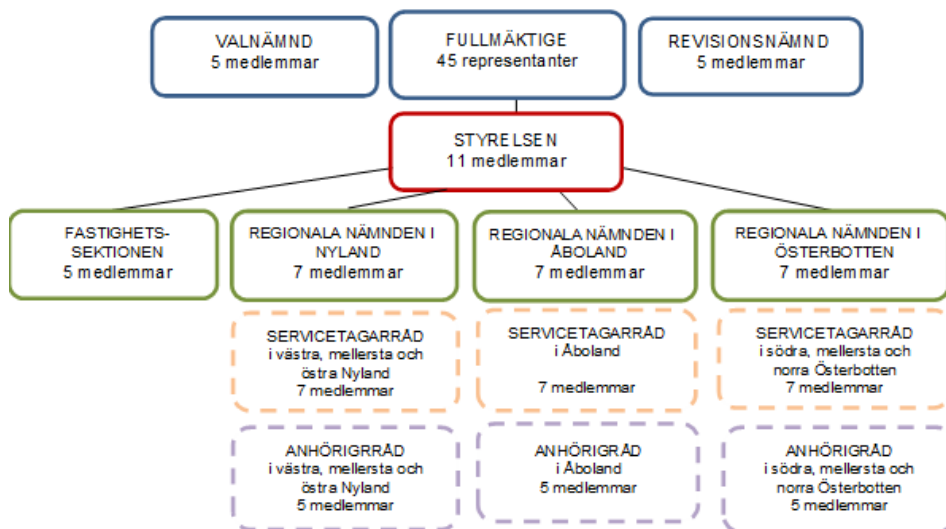 VALNÄMND
5 medlemmar
FULLMÄKTIGE
45 representanter
REVISIONSNÄMND
5 medlemmar
STYRELSEN
11 medlemmar
FASTIGHETS-
SEKTIONEN
5 medlemmar
REGIONALA NÄMNDEN I
NYLAND
7 medlemmar
REGIONALA NÄMNDEN I
ÅBOLAND
7 medlemmar
REGIONALA NÄMNDEN I
ÖSTERBOTTEN
7 medlemmar
SERVICETAGARRÅD
i västra, mellersta och
östra Nyland
7 medlemmar
SERVICETAGARRÅD
i Åboland
7 medlemmar
SERVICETAGARRÅD
i södra, mellersta och
norra Österbotten
7 medlemmar
ANHÖRIGRRÅD
i västra, mellersta och
östra Nyland
5 medlemmar
ANHÖRIGRÅD
i Åboland
5 medlemmar
ANHÖRIGRÅD
i södra, mellersta och
norra Österbotten
5 medlemmar